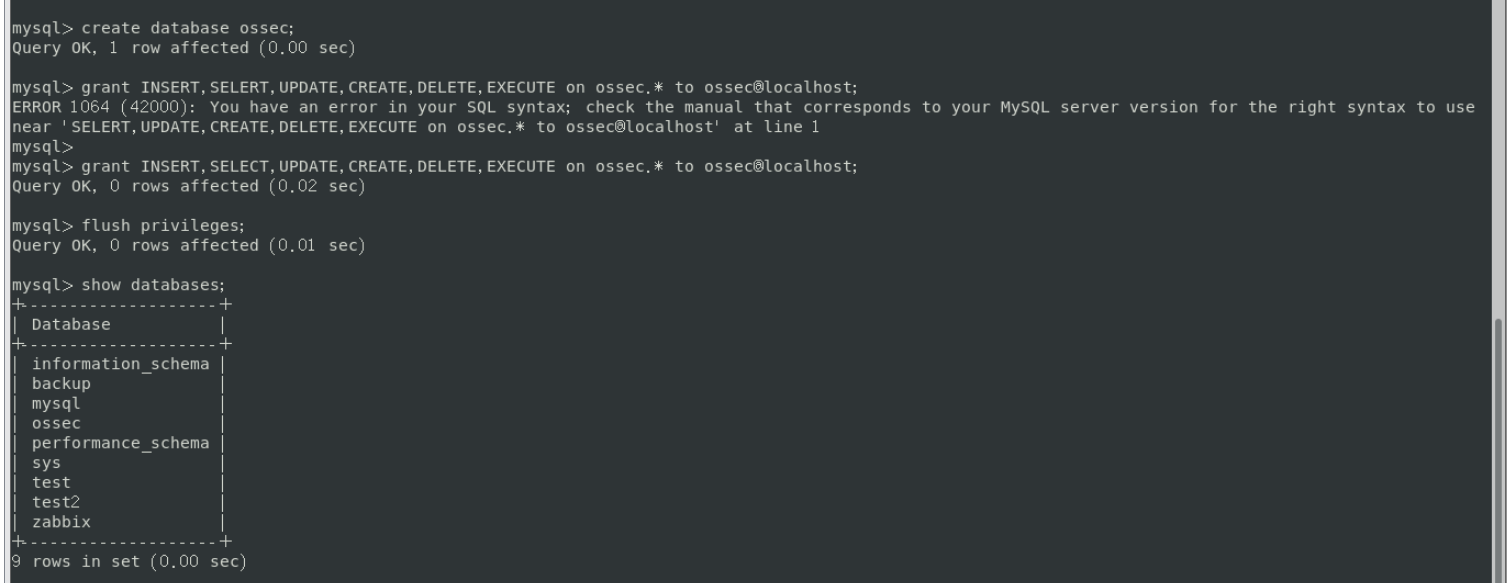 mysql> create database ossec;
Query OK, 1 row affected (0.00 sec)
mysql> grant INSERT,SELERT,UPDATE,CREATE,DELETE,EXECUTE on ossec.* to ossec@localhost;
ERROR 1064 (42000): You have an error in your SQL syntax; check the manual that corresponds to your MySQL server version for the right syntax to use
near 'SELERT,UPDATE,CREATE,DELETE,EXECUTE on ossec.* to ossec@localhost' at line 1
mysql>
mysql> grant INSERT,SELECT,UPDATE,CREATE,DELETE,EXECUTE on ossec.* to ossec@localhost;
Query OK, 0 rows affected (0.02 sec)
mysql> flush privileges;
Query OK, 0 rows affected (0.01 sec)
mysql> show databases;
+--------------------+
| Database           |
+--------------------+
| information_schema |
| backup             |
| mysql              |
| ossec              |
| performance_schema |
| sys                |
| test               |
| test2              |
| zabbix             |
+--------------------+
9 rows in set (0.00 sec)